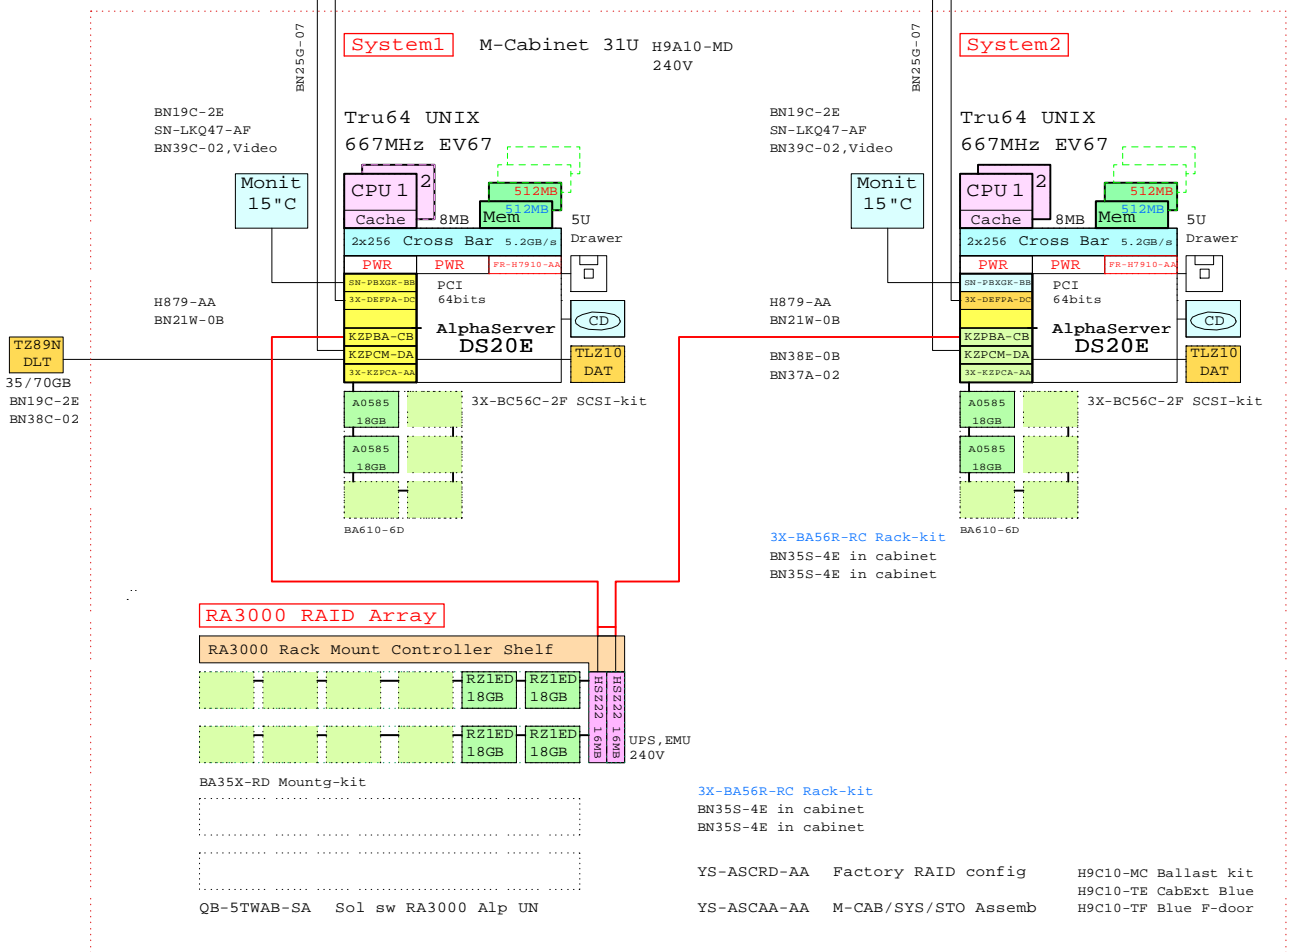 System1
M-Cabinet 31U H9A10-MD
240V
System2
BN25G-07
BN25G-07
BN19C-2E
SN-LKQ47-AF
BN39C-02,Video
Tru64 UNIX
667MHz EV67
Monit
15"C
CPU 1
2
Cache
8MB
Mem
512MB
512MB
5U
Drawer
2x256 Cross Bar 5.2GB/s
PWR
PWR
FR-H7910-AA
SN-PBXGK-BB
3X-DEFPA-DC
PCI
64bits
H879-AA
BN21W-0B
KZPBA-CB
KZPCM-DA
3X-KZPCA-AA
AlphaServer
DS20E
CD
TLZ10
DAT
TZ89N
DLT
35/70GB
BN19C-2E
BN38C-02
A0585
18GB
A0585
18GB
3X-BC56C-2F SCSI-kit
BA610-6D
BN19C-2E
SN-LKQ47-AF
BN39C-02,Video
Tru64 UNIX
667MHz EV67
Monit
15"C
CPU 1
2
Cache
8MB
Mem
512MB
512MB
5U
Drawer
2x256 Cross Bar 5.2GB/s
PWR
PWR
FR-H7910-AA
SN-PBXGK-BB
3X-DEFPA-DC
PCI
64bits
H879-AA
BN21W-0B
KZPBA-CB
KZPCM-DA
3X-KZPCA-AA
AlphaServer
DS20E
CD
TLZ10
DAT
BN38E-0B
BN37A-02
A0585
18GB
A0585
18GB
3X-BC56C-2F SCSI-kit
BA610-6D
3X-BA56R-RC Rack-kit
BN35S-4E in cabinet
BN35S-4E in cabinet
RA3000 RAID Array
RA3000 Rack Mount Controller Shelf
RZ1ED
18GB
RZ1ED
18GB
RZ1ED
18GB
RZ1ED
18GB
HSZ22 16MB
HSZ22 16MB
UPS,EMU
240V
BA35X-RD Mountg-kit
3X-BA56R-RC Rack-kit
BN35S-4E in cabinet
BN35S-4E in cabinet
YS-ASCRD-AA Factory RAID config
YS-ASCAA-AA M-CAB/SYS/STO Assemb
H9C10-MC Ballast kit
H9C10-TE CabExt Blue
H9C10-TF Blue F-door
QB-5TWAB-SA Sol sw RA3000 Alp UN